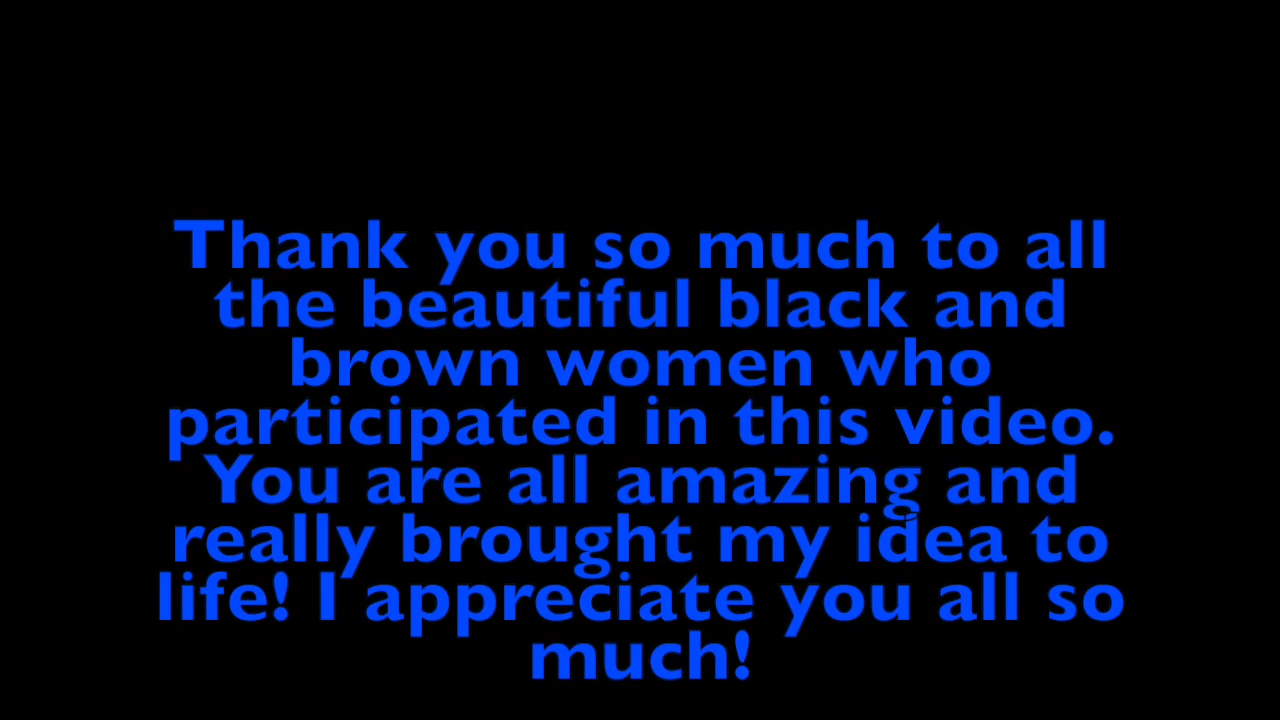 Thank you so much to all
the beautiful black and
brown women who
participated in this video.
You are all amazing and
really brought my idea to
life! I appreciate you all so
much!